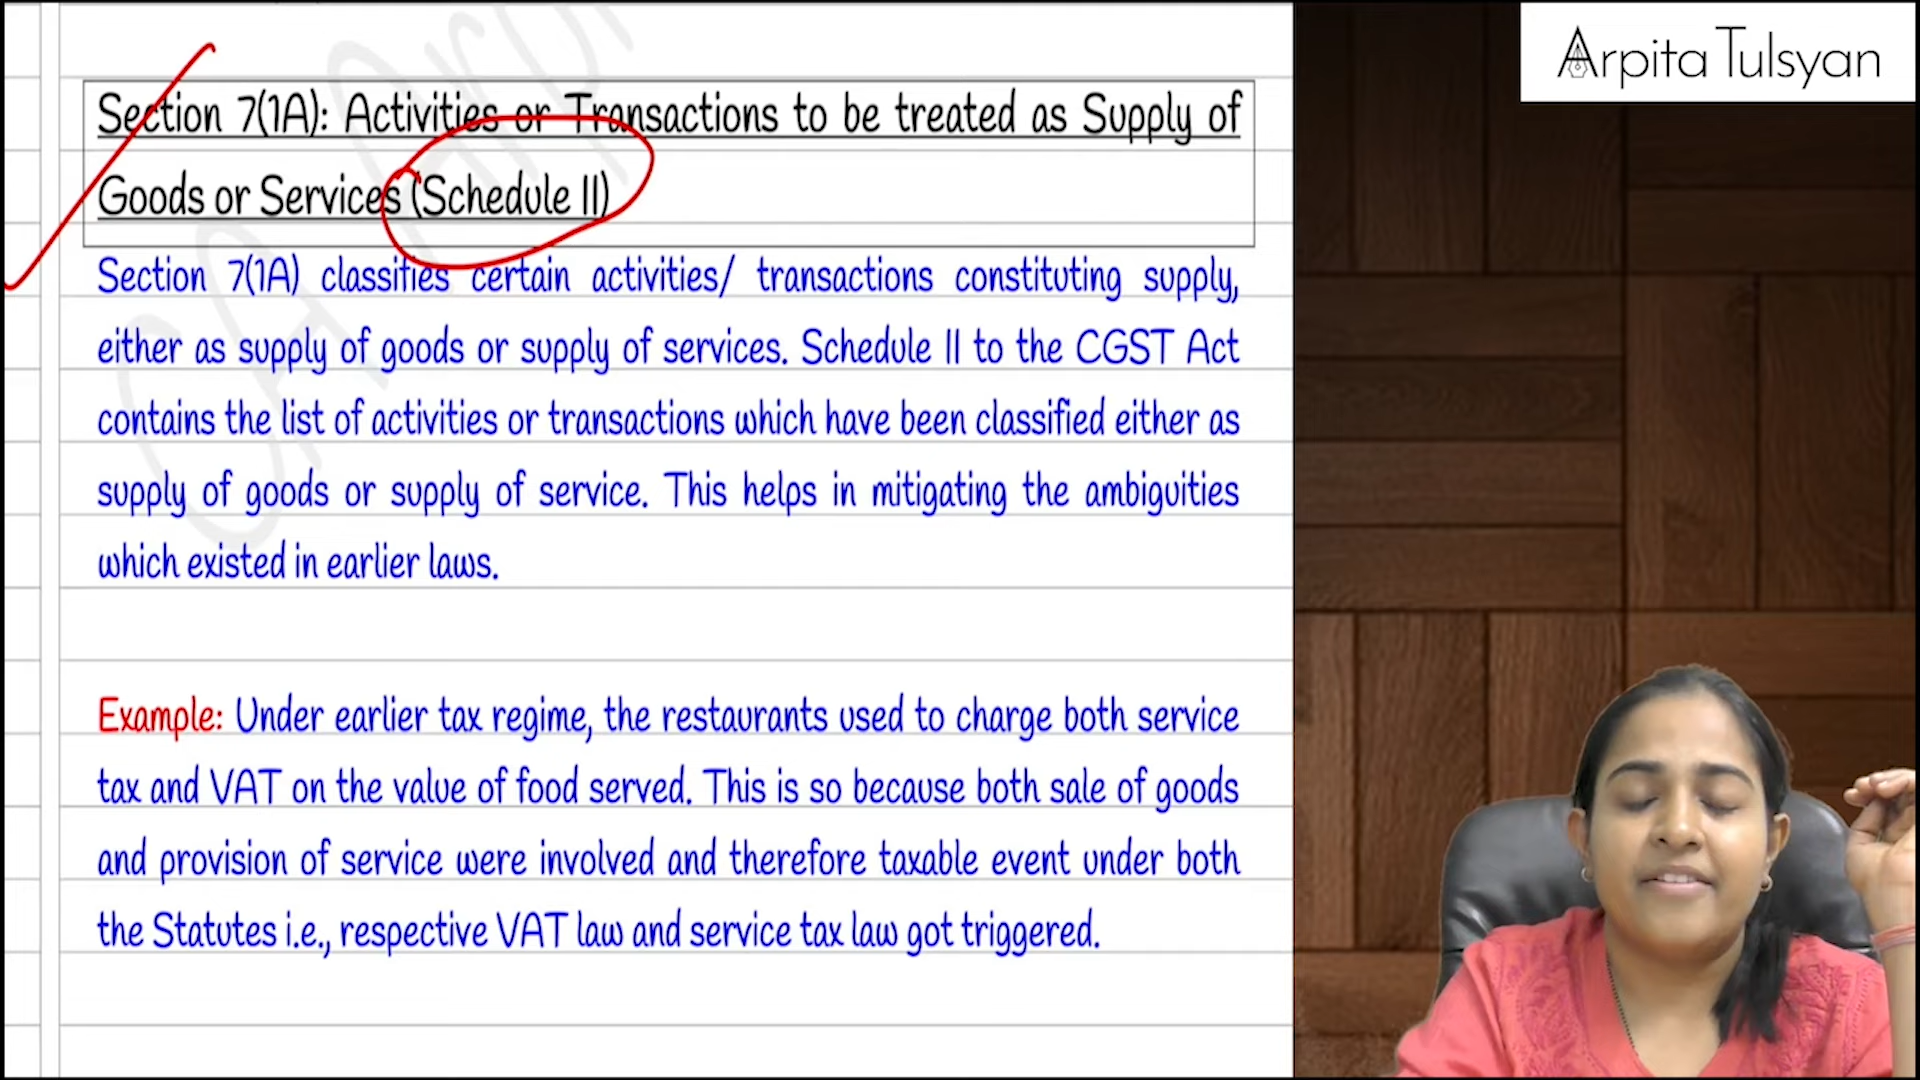 Arpita Tulsyan
Section 7(1A): Activities or Transactions to be treated as Supply of
Goods or Services (Schedule II)
Section 7(1A) classifies certain activities/ transactions constituting supply,
either as supply of goods or supply of services. Schedule II to the CGST Act
contains the list of activities or transactions which have been classified either as
supply of goods or supply of service. This helps in mitigating the ambiguities
which existed in earlier laws.
Example: Under earlier tax regime, the restaurants used to charge both service
tax and VAT on the value of food served. This is so because both sale of goods
and provision of service were involved and therefore taxable event under both
the Statutes i.e., respective VAT law and service tax law got triggered.